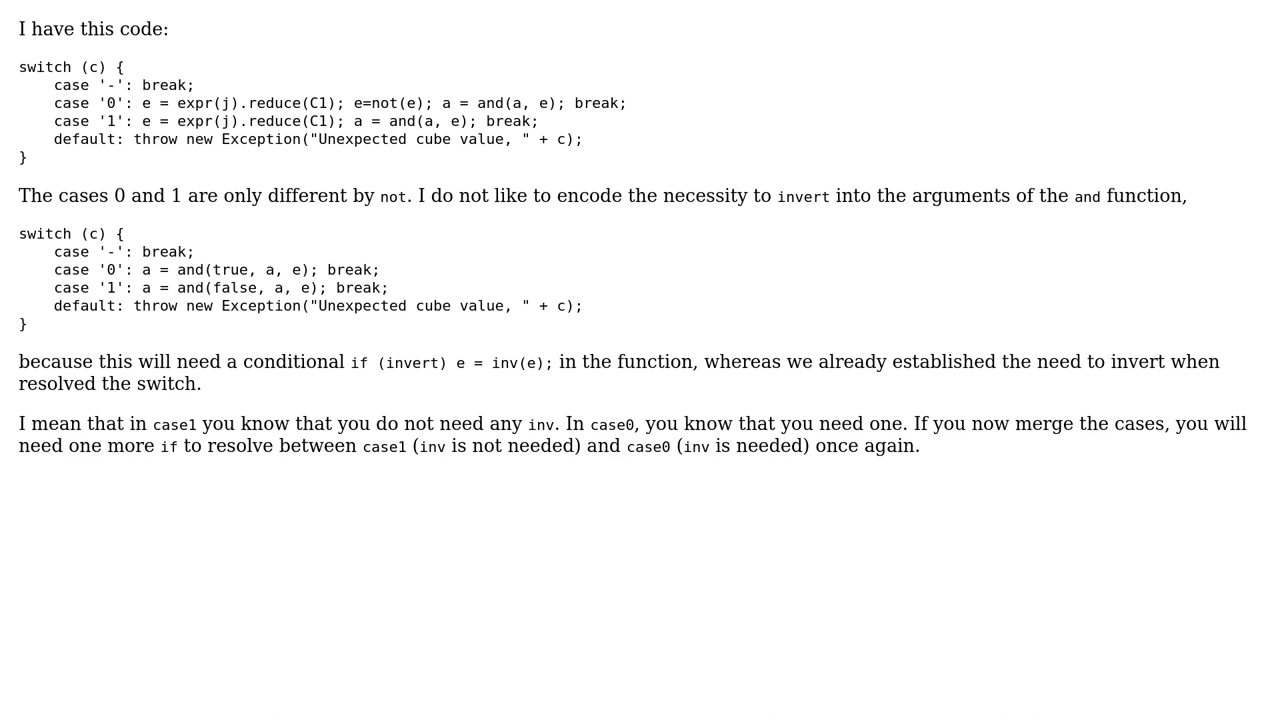 I have this code:
switch (c) {
    case '-': break;
    case '0': e = expr(j).reduce(C1); e=not(e); a = and(a, e); break;
    case '1': e = expr(j).reduce(C1); a = and(a, e); break;
    default: throw new Exception("Unexpected cube value, " + c);
}
The cases 0 and 1 are only different by not. I do not like to encode the necessity to invert into the arguments of the and function,
switch (c) {
    case '-': break;
    case '0': a = and(true, a, e); break;
    case '1': a = and(false, a, e); break;
    default: throw new Exception("Unexpected cube value, " + c);
}
because this will need a conditional if (invert) e = inv(e); in the function, whereas we already established the need to invert when
resolved the switch.
I mean that in case1 you know that you do not need any inv. In case0, you know that you need one. If you now merge the cases, you will
need one more if to resolve between case1 (inv is not needed) and case0 (inv is needed) once again.